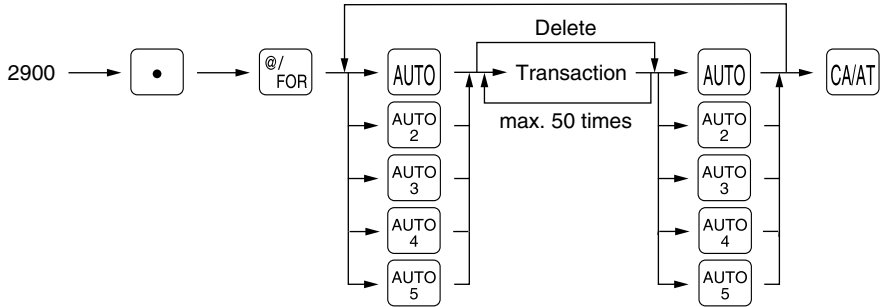 Delete
2900 • @/FOR AUTO Transaction AUTO CA/AT
max. 50 times
AUTO 2 AUTO 2
AUTO 3 AUTO 3
AUTO 4 AUTO 4
AUTO 5 AUTO 5